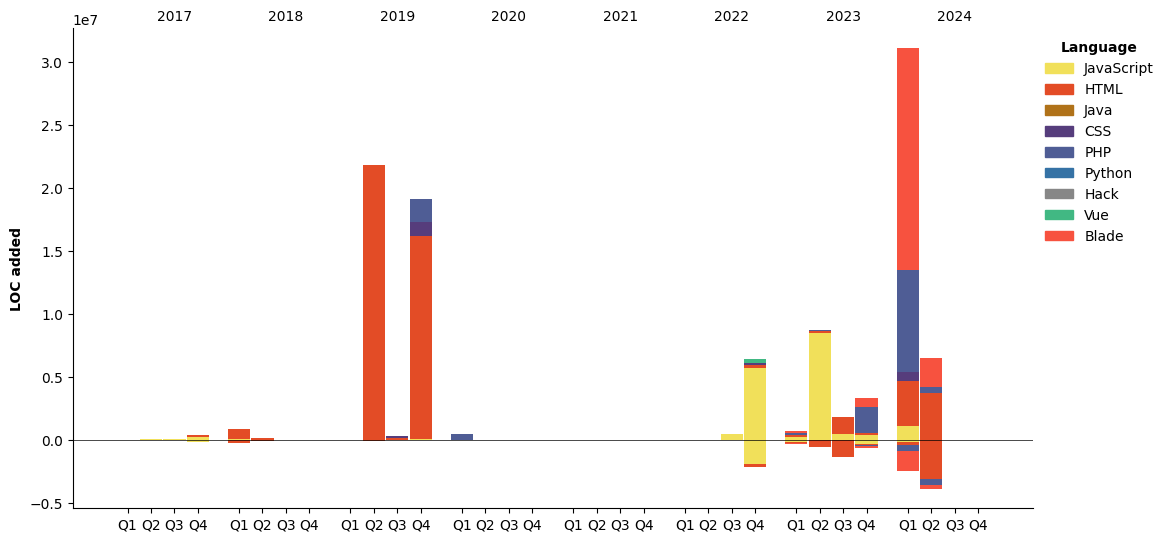 2017 2018 2019 2020 2021 2022 2023 2024
1e7
3.0
2.5
2.0
1.5
1.0
0.5
0.0
−0.5
LOC added
Q1 Q2 Q3 Q4 Q1 Q2 Q3 Q4 Q1 Q2 Q3 Q4 Q1 Q2 Q3 Q4 Q1 Q2 Q3 Q4 Q1 Q2 Q3 Q4 Q1 Q2 Q3 Q4 Q1 Q2 Q3 Q4
Language
JavaScript
HTML
Java
CSS
PHP
Python
Hack
Vue
Blade